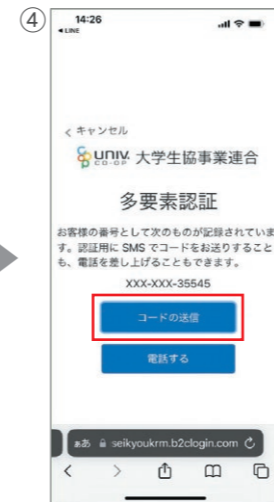 ④
14:26
◀ LINE
< キャンセル
UNIV. CO-OP 大学生協事業連合
多要素認証
お客様の番号として次のものが記録されていま
す。認証用に SMS でコードをお送りすること
も、電話を差し上げることもできます。
XXX-XXX-35545
コードの送信
電話する
ぁあ seikyoukrm.b2clogin.com